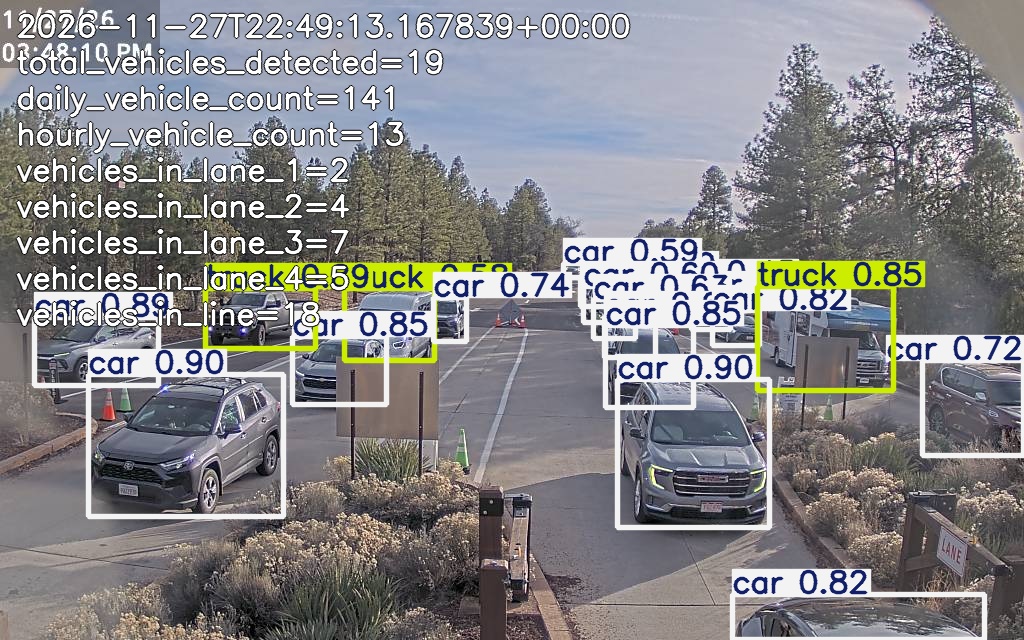 2026-11-27T22:49:13.167839+00:00
03:48:10 PM
total_vehicles_detected=19
daily_vehicle_count=141
hourly_vehicle_count=13
vehicles_in_lane_1=2
vehicles_in_lane_2=4
vehicles_in_lane_3=7
vehicles_in_lane_4=5
vehicles_in_line=18
car 0.59
truck 0.85
car 0.74
car 0.89
car 0.85
car 0.85
0.82
car 0.72
car 0.90
car 0.90
LANE
car 0.82